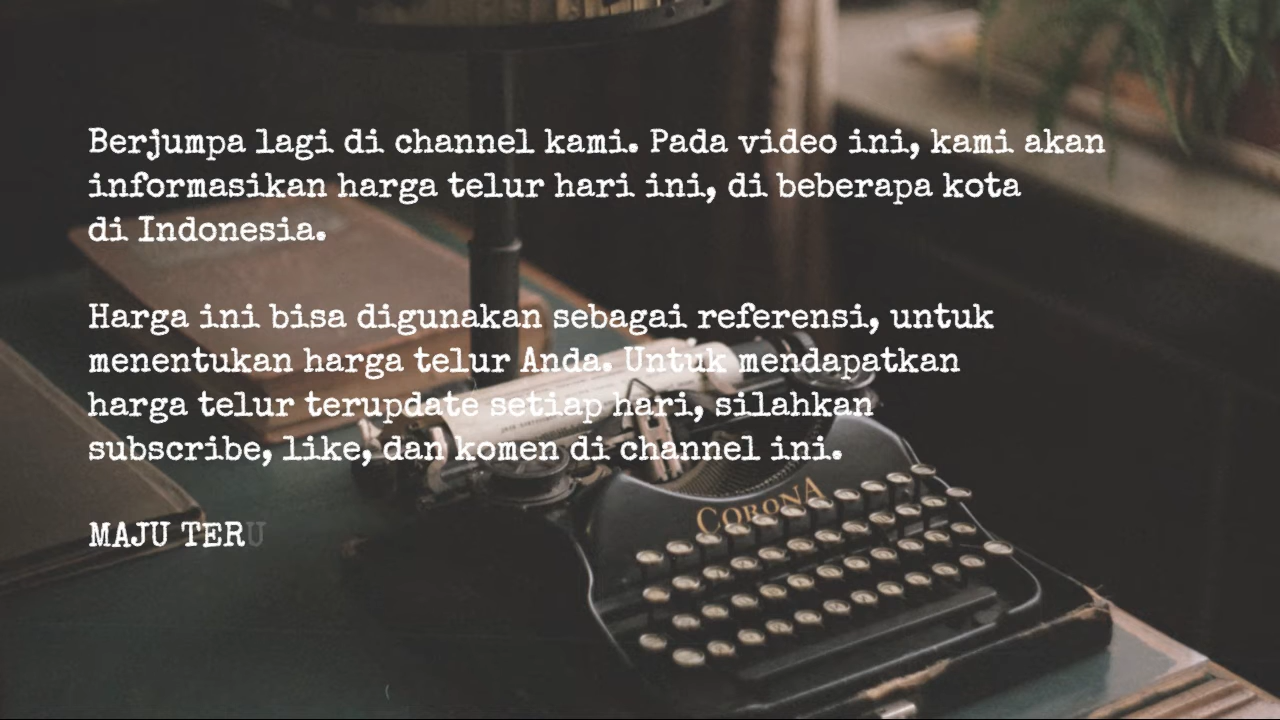 Berjumpa lagi di channel kami. Pada video ini, kami akan
informasikan harga telur hari ini, di beberapa kota
di Indonesia.
Harga ini bisa digunakan sebagai referensi, untuk
menentukan harga telur Anda. Untuk mendapatkan
harga telur terupdate setiap hari, silahkan
subscribe, like, dan komen di channel ini.
MAJU TERU
CORONA